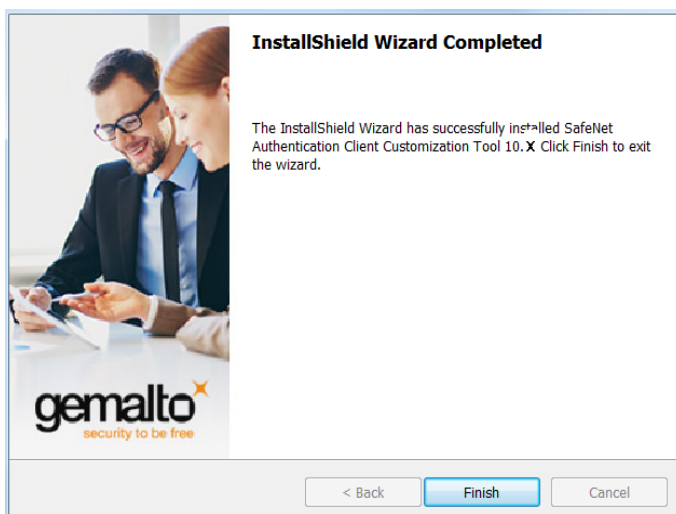 InstallShield Wizard Completed
The InstallShield Wizard has successfully installed SafeNet
Authentication Client Customization Tool 10.X Click Finish to exit
the wizard.
gemalto
security to be free
< Back
Finish
Cancel